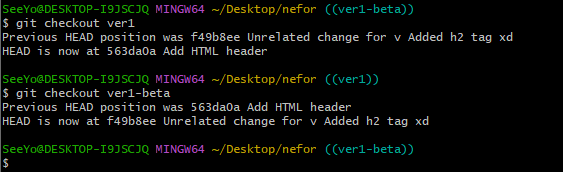 SeeYo@DESKTOP-I9JSCJQ MINGW64 ~/Desktop/nefor ((ver1-beta))
$ git checkout ver1
Previous HEAD position was f49b8ee Unrelated change for v Added h2 tag xd
HEAD is now at 563da0a Add HTML header
SeeYo@DESKTOP-I9JSCJQ MINGW64 ~/Desktop/nefor ((ver1))
$ git checkout ver1-beta
Previous HEAD position was 563da0a Add HTML header
HEAD is now at f49b8ee Unrelated change for v Added h2 tag xd
SeeYo@DESKTOP-I9JSCJQ MINGW64 ~/Desktop/nefor ((ver1-beta))
$